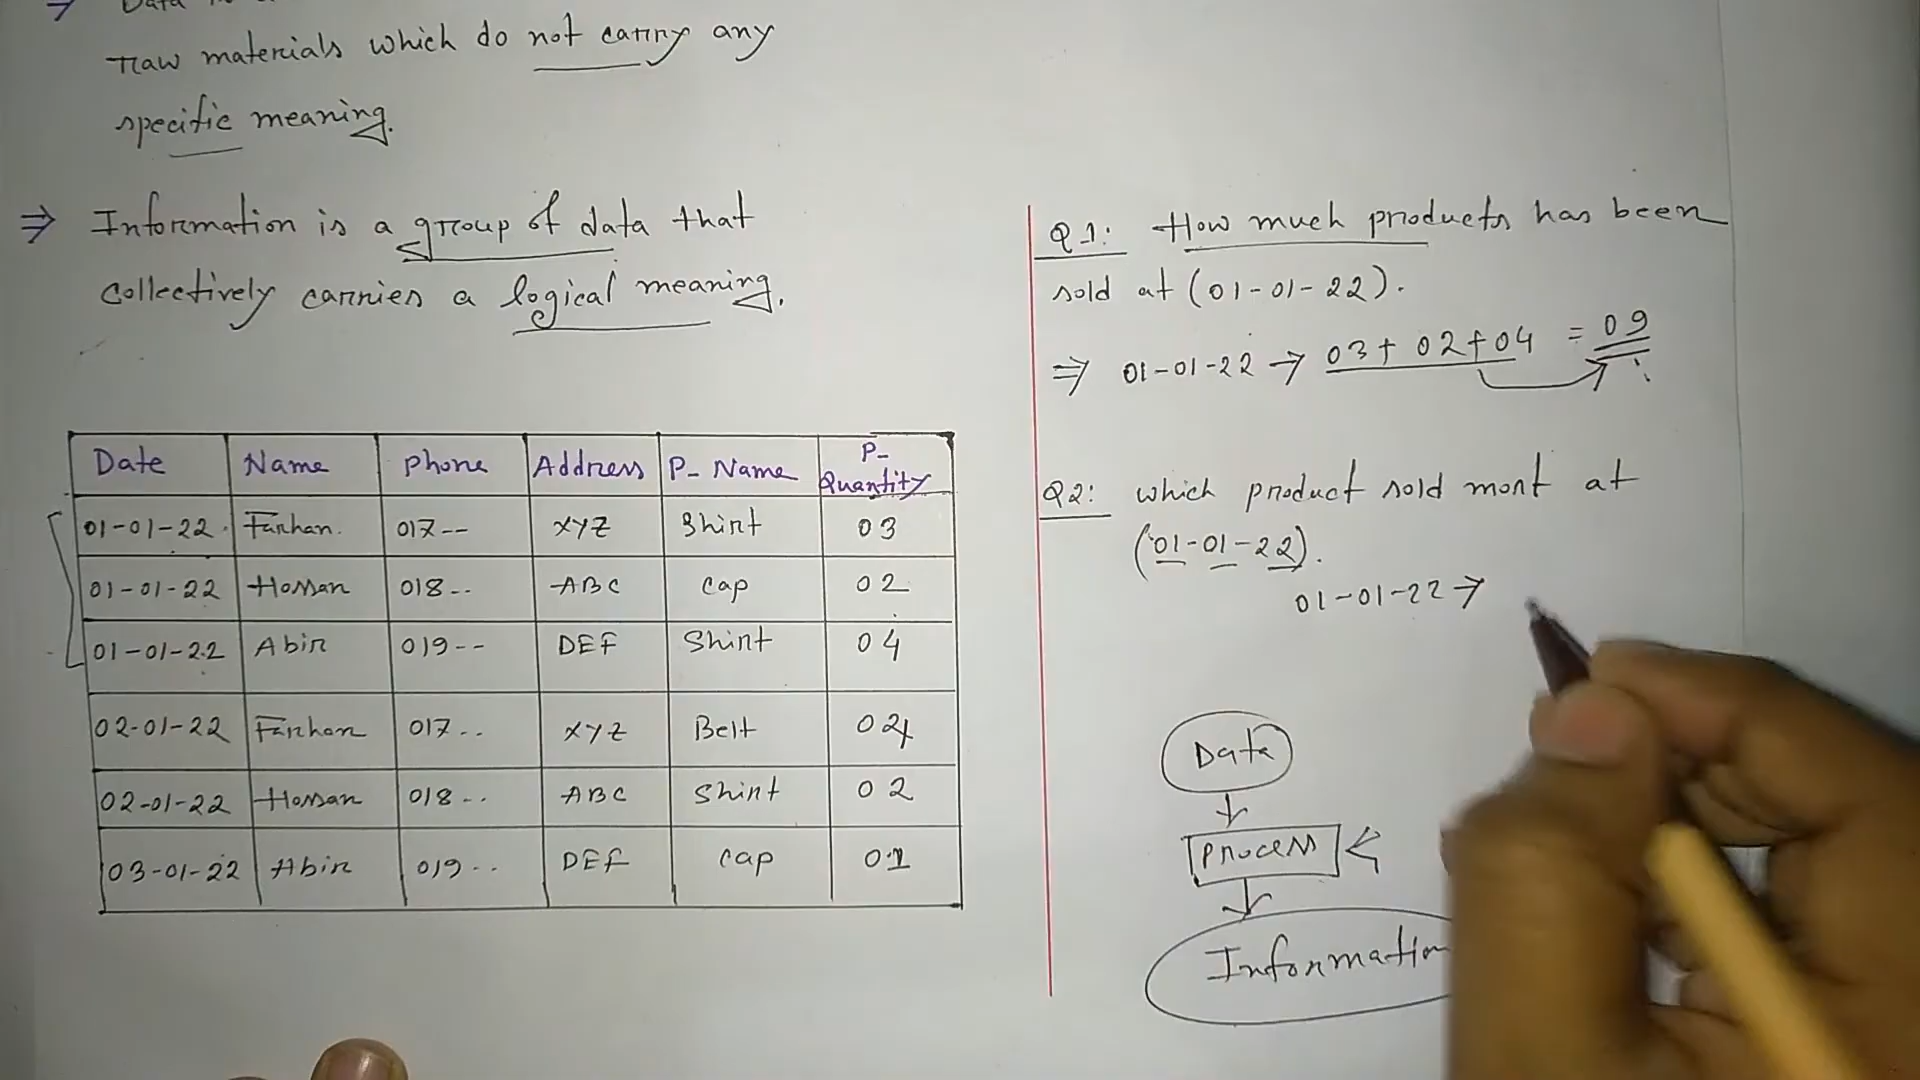 raw materials which do not carry any
specific meaning.
⇒ Information is a group of data that
collectively carries a logical meaning.
Date Name Phone Address P_ Name P_ Quantity
01-01-22 Farhan. 017-- XYZ Shirt 03
01-01-22 Hossan 018-- ABC Cap 02
01-01-22 Abir 019-- DEF Shirt 04
02-01-22 Farhan 017-- XYZ Belt
02-01-22 Hossan 018-- ABC Shirt 02
03-01-22 Abir 019-- DEF Cap 01
Q1: How much products has been
sold at (01-01-22).
⇒ 01-01-22 → 03+ 02+04 = 09
Q2: which product sold most at
(01-01-22).
01-01-22 →
Data
Process
Information